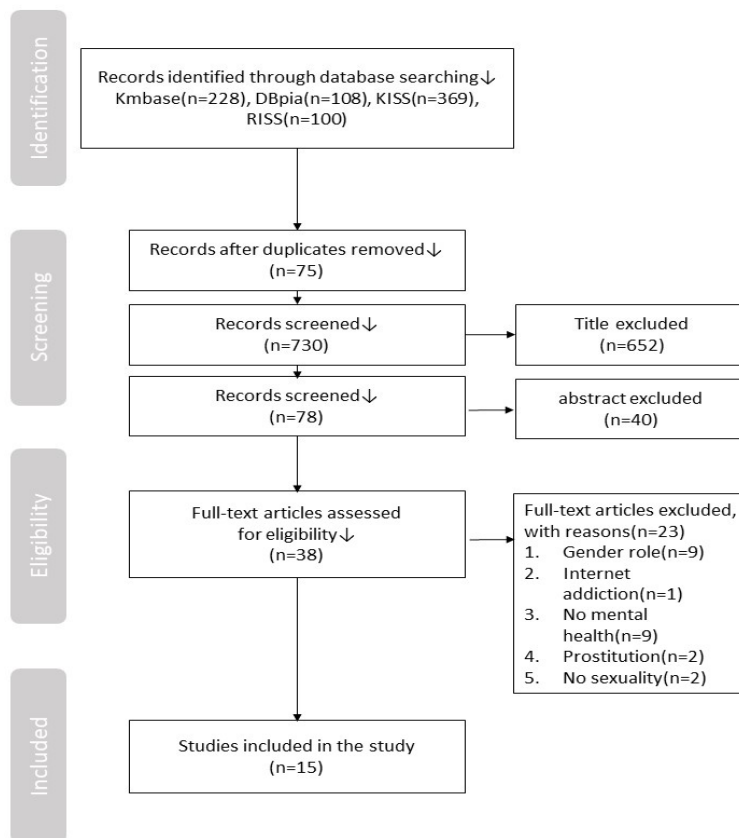 Identification
Records identified through database searching↓
Kmbase(n=228), DBpia(n=108), KISS(n=369),
RISS(n=100)
Screening
Records after duplicates removed↓
(n=75)
Records screened↓
(n=730)
Title excluded
(n=652)
Records screened↓
(n=78)
abstract excluded
(n=40)
Eligibility
Full-text articles assessed
for eligibility↓
(n=38)
Full-text articles excluded,
with reasons(n=23)
1. Gender role(n=9)
2. Internet
addiction(n=1)
3. No mental
health(n=9)
4. Prostitution(n=2)
5. No sexuality(n=2)
Included
Studies included in the study
(n=15)